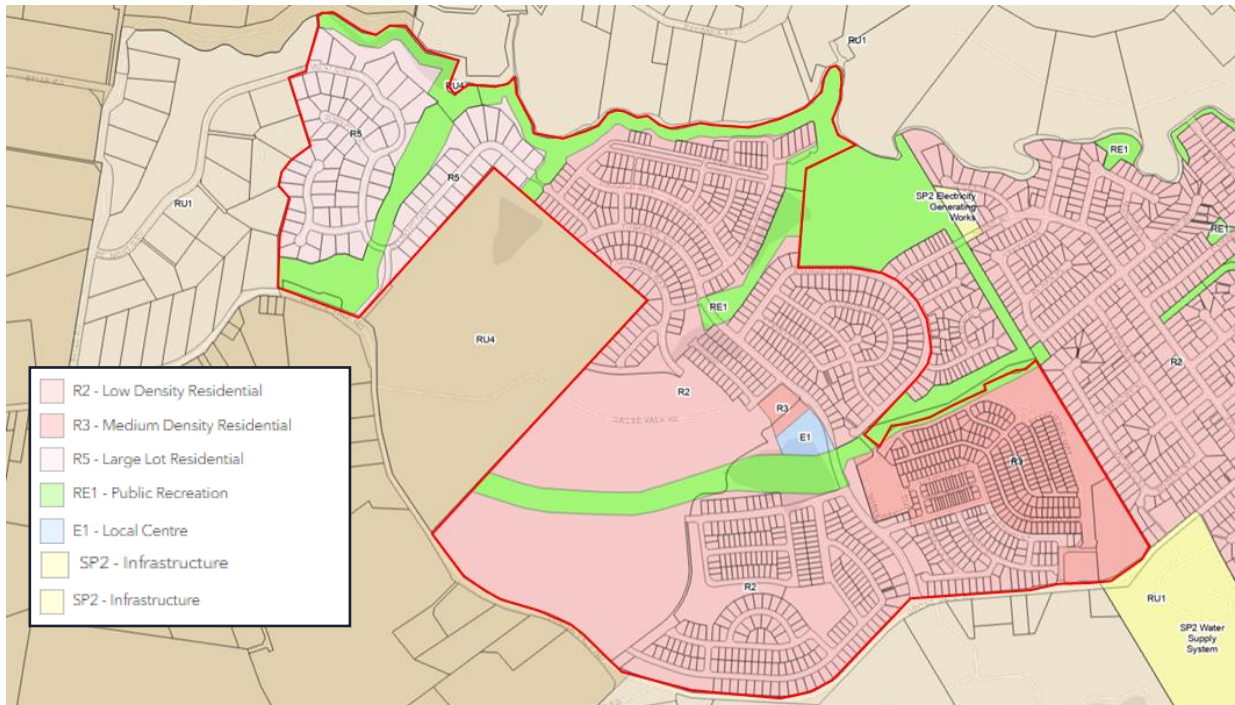 RU1
RU4
R5
RE1
R5
SP2 Electricity
Generating
Works
RU1
RE1
RE1
RU4
R2
R2
R3
E1
R3
R2
RU1
SP2 Water
Supply
System
R2 - Low Density Residential
R3 - Medium Density Residential
R5 - Large Lot Residential
RE1 - Public Recreation
E1 - Local Centre
SP2 - Infrastructure
SP2 - Infrastructure